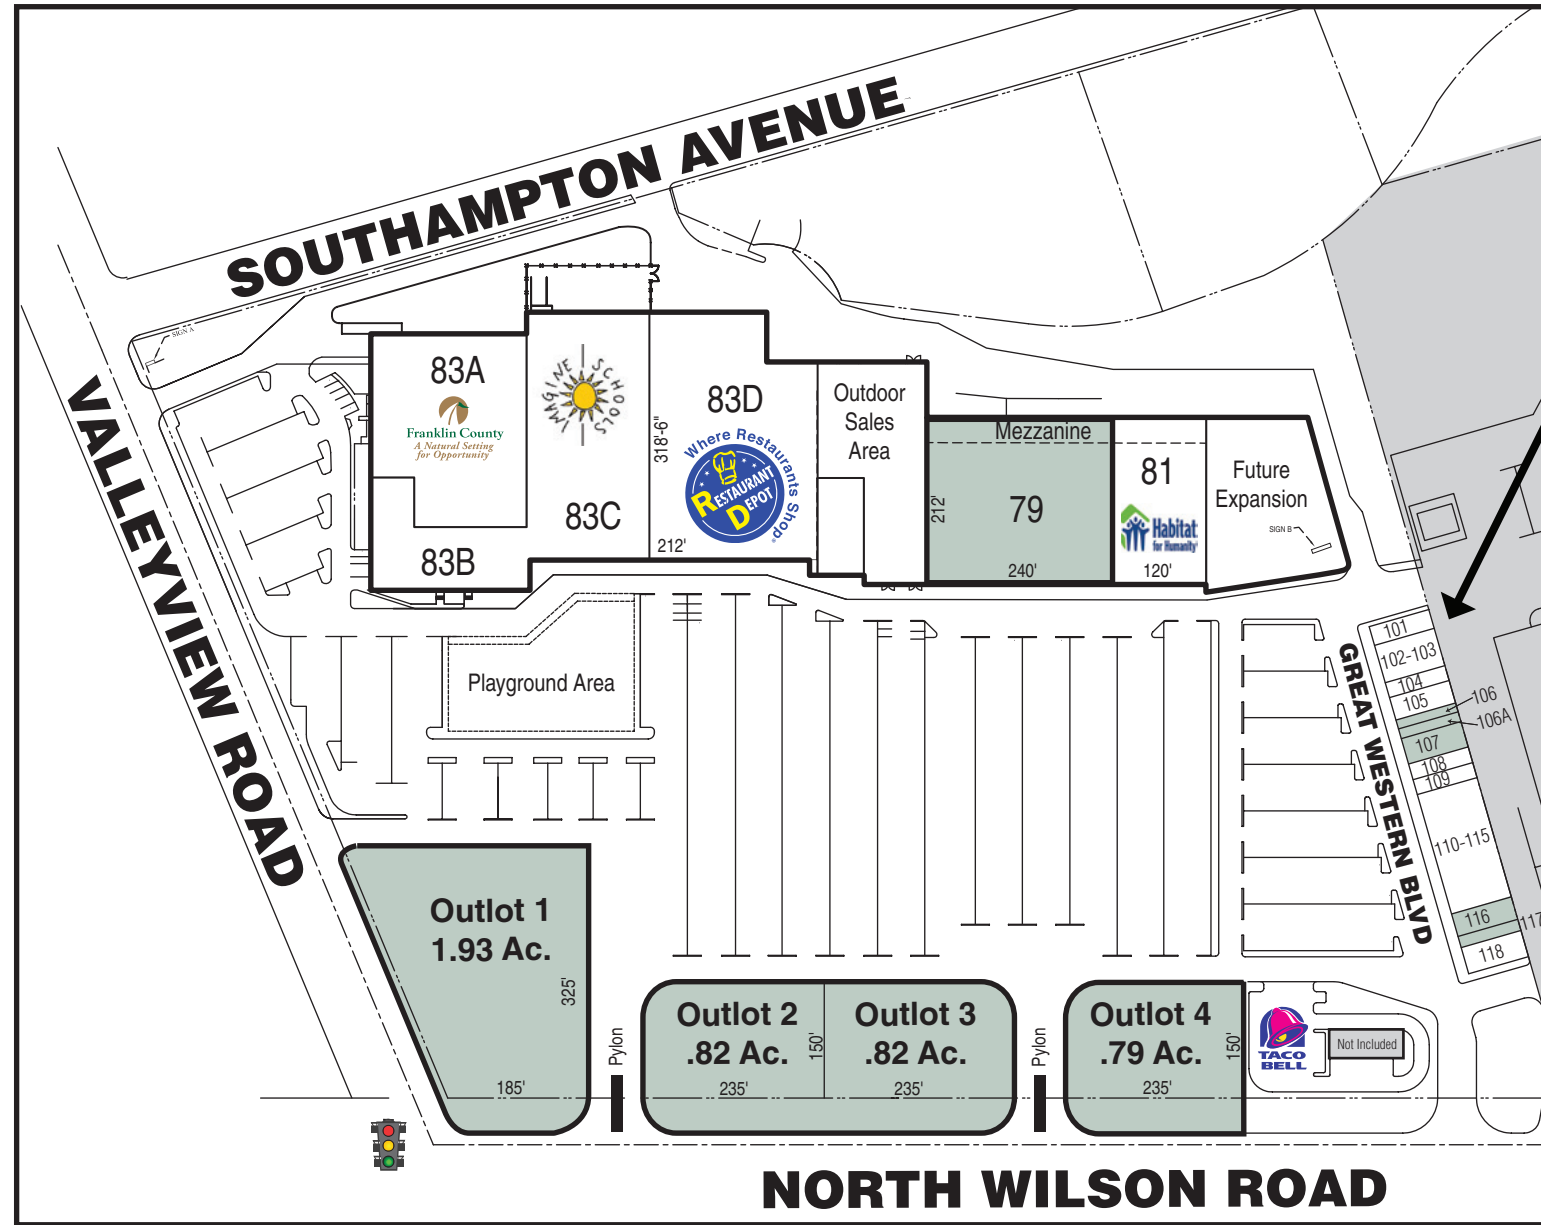 SOUTHAMPTON AVENUE
SIGN A
VALLEYVIEW ROAD
83A
Franklin County
A Natural Setting
for Opportunity
IMAGINE SCHOOLS
83C
83B
318'-6"
83D
Where Restaurants Shop®
RESTAURANT
DEPOT
212'
Outdoor
Sales
Area
Mezzanine
79
212'
240'
81
Habitat
for Humanity®
120'
Future
Expansion
SIGN B
Playground Area
GREAT WESTERN BLVD
101
102-103
104
105
106
106A
107
108
109
110-115
116
117
118
Outlot 1
1.93 Ac.
325'
185'
Pylon
Outlot 2
.82 Ac.
150'
235'
Outlot 3
.82 Ac.
235'
Pylon
Outlot 4
.79 Ac.
150'
235'
TACO
BELL
Not Included
NORTH WILSON ROAD